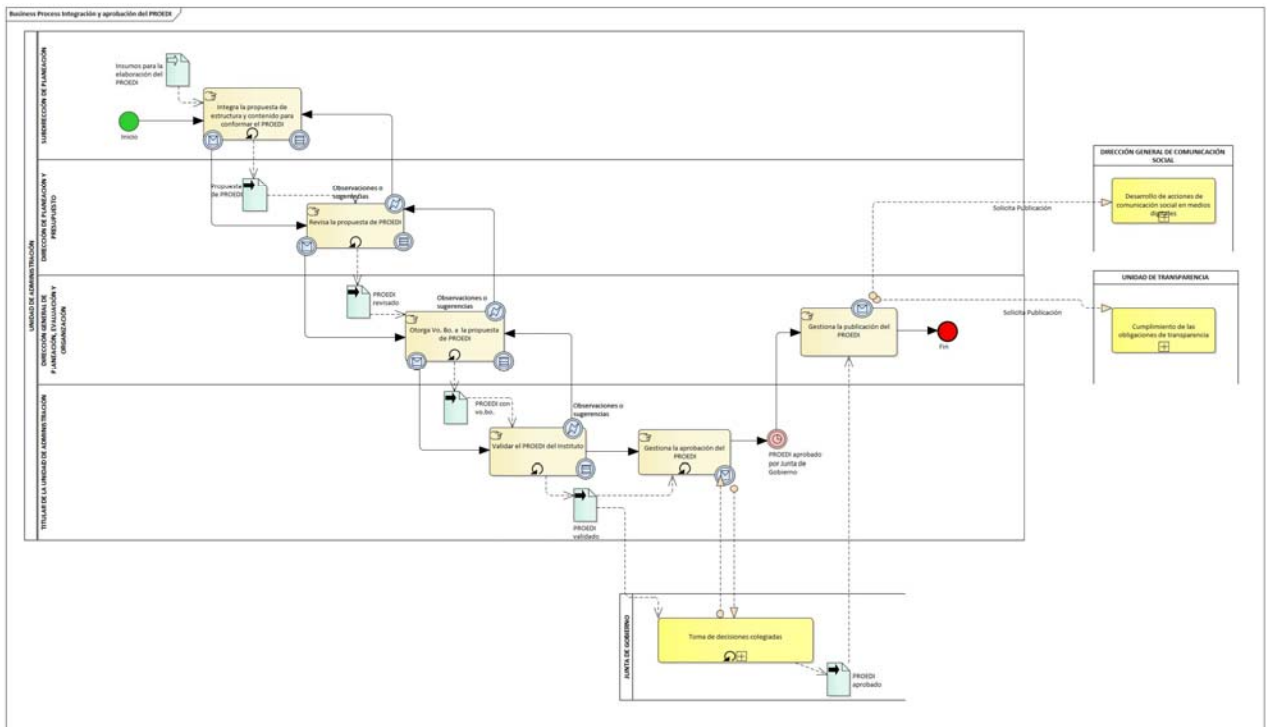 Business Process Integración y aprobación del PROEDI
UNIDAD DE ADMINISTRACIÓN
SUBDIRECCIÓN DE PLANEACIÓN
Insumos para la
elaboración del
PROEDI
Inicio
Integra la propuesta de
estructura y contenido para
conformar el PROEDI
DIRECCIÓN DE PLANEACIÓN Y
PRESUPUESTO
Propuesta
de PROEDI
Observaciones o
sugerencias
Revisa la propuesta de PROEDI
DIRECCIÓN GENERAL DE
PLANEACIÓN, EVALUACIÓN Y
ORGANIZACIÓN
PROEDI
revisado
Observaciones o
sugerencias
Otorga Vo. Bo. a la propuesta
de PROEDI
Gestiona la publicación del
PROEDI
Fin
TITULAR DE LA UNIDAD DE ADMINISTRACIÓN
PROEDI con
vo.bo.
Observaciones o
sugerencias
Validar el PROEDI del Instituto
Gestiona la aprobación del
PROEDI
PROEDI aprobado
por Junta de
Gobierno
PROEDI
validado
JUNTA DE GOBIERNO
Toma de decisiones colegiadas
PROEDI
aprobado
Solicita Publicación
DIRECCIÓN GENERAL DE COMUNICACIÓN
SOCIAL
Desarrollo de acciones de
comunicación social en medios
digitales
Solicita Publicación
UNIDAD DE TRANSPARENCIA
Cumplimiento de las
obligaciones de transparencia